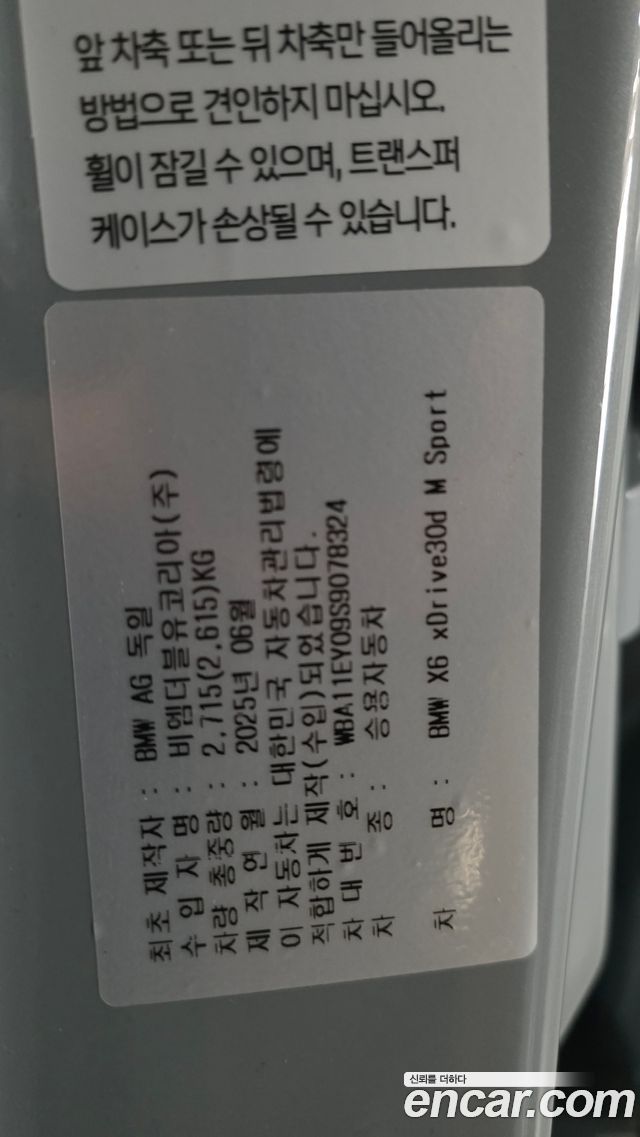 앞 차축 또는 뒤 차축만 들어올리는
방법으로 견인하지 마십시오.
휠이 잠길 수 있으며, 트랜스퍼
케이스가 손상될 수 있습니다.
최초 제작자 : BMW AG 독일
수 입 자 명 : 비엠더블유코리아(주)
차량 총중량 : 2,715(2,615)KG
제 작 연 월 : 2025년 06월
이 자동차는 대한민국 자동차관리법령에
적합하게 제작(수입)되었습니다.
차 대 번 호 : WBA11EY09S9078324
차 종 : 승용자동차
차 명 : BMW X6 xDrive30d M Sport
신뢰를 더하다
encar.com